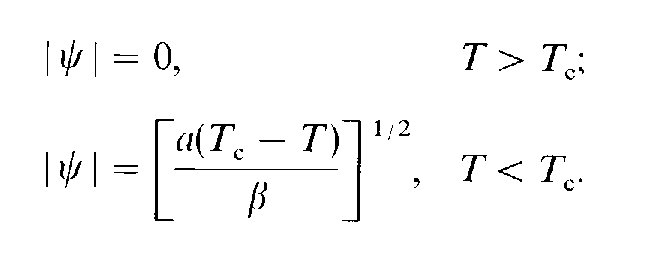 |ψ| = 0, T > T_c;
|ψ| = [a(T_c − T)/β]^{1/2}, T < T_c.